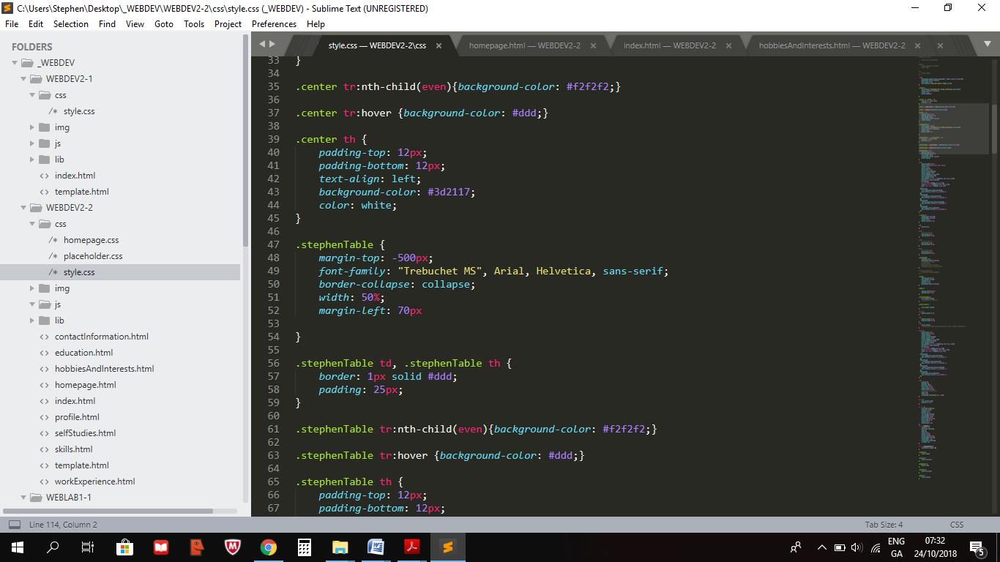 C:\Users\Stephen\Desktop\_WEBDEV\WEBDEV2-2\css\style.css (_WEBDEV) - Sublime Text (UNREGISTERED)
File Edit Selection Find View Goto Tools Project Preferences Help
FOLDERS
_WEBDEV
WEBDEV2-1
css
/* style.css
img
js
lib
<> index.html
<> template.html
WEBDEV2-2
css
/* homepage.css
/* placeholder.css
/* style.css
img
js
lib
<> contactInformation.html
<> education.html
<> hobbiesAndInterests.html
<> homepage.html
<> index.html
<> profile.html
<> selfStudies.html
<> skills.html
<> template.html
<> workExperience.html
WEBLAB1-1
style.css — WEBDEV2-2\css homepage.html — WEBDEV2-2 index.html — WEBDEV2-2 hobbiesAndInterests.html — WEBDEV2-2
33 }
34
35 .center tr:nth-child(even){background-color: #f2f2f2;}
36
37 .center tr:hover {background-color: #ddd;}
38
39 .center th {
40 padding-top: 12px;
41 padding-bottom: 12px;
42 text-align: left;
43 background-color: #3d2117;
44 color: white;
45 }
46
47 .stephenTable {
48 margin-top: -500px;
49 font-family: "Trebuchet MS", Arial, Helvetica, sans-serif;
50 border-collapse: collapse;
51 width: 50%;
52 margin-left: 70px
53
54 }
55
56 .stephenTable td, .stephenTable th {
57 border: 1px solid #ddd;
58 padding: 25px;
59 }
60
61 .stephenTable tr:nth-child(even){background-color: #f2f2f2;}
62
63 .stephenTable tr:hover {background-color: #ddd;}
64
65 .stephenTable th {
66 padding-top: 12px;
67 padding-bottom: 12px;
Line 114, Column 2 Tab Size: 4 CSS
ENG 07:32
GA 24/10/2018 5